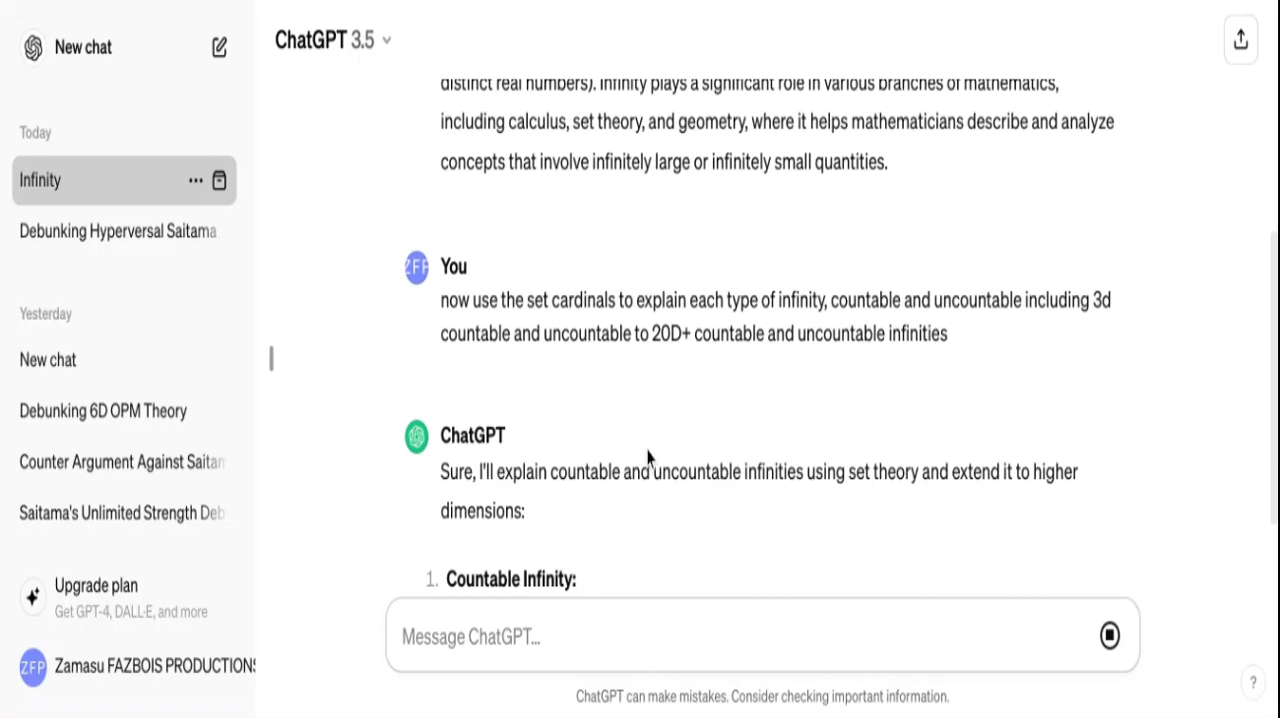 New chat
Today
Infinity
Debunking Hyperversal Saitama
Yesterday
New chat
Debunking 6D OPM Theory
Counter Argument Against Saitam
Saitama's Unlimited Strength Deb
Upgrade plan
Get GPT-4, DALL·E, and more
ZFP
Zamasu FAZBOIS PRODUCTIONS
ChatGPT 3.5
distinct real numbers). Infinity plays a significant role in various branches of mathematics,
including calculus, set theory, and geometry, where it helps mathematicians describe and analyze
concepts that involve infinitely large or infinitely small quantities.
ZFP
You
now use the set cardinals to explain each type of infinity, countable and uncountable including 3d
countable and uncountable to 20D+ countable and uncountable infinities
ChatGPT
Sure, I'll explain countable and uncountable infinities using set theory and extend it to higher
dimensions:
1. Countable Infinity:
Message ChatGPT...
ChatGPT can make mistakes. Consider checking important information.
?